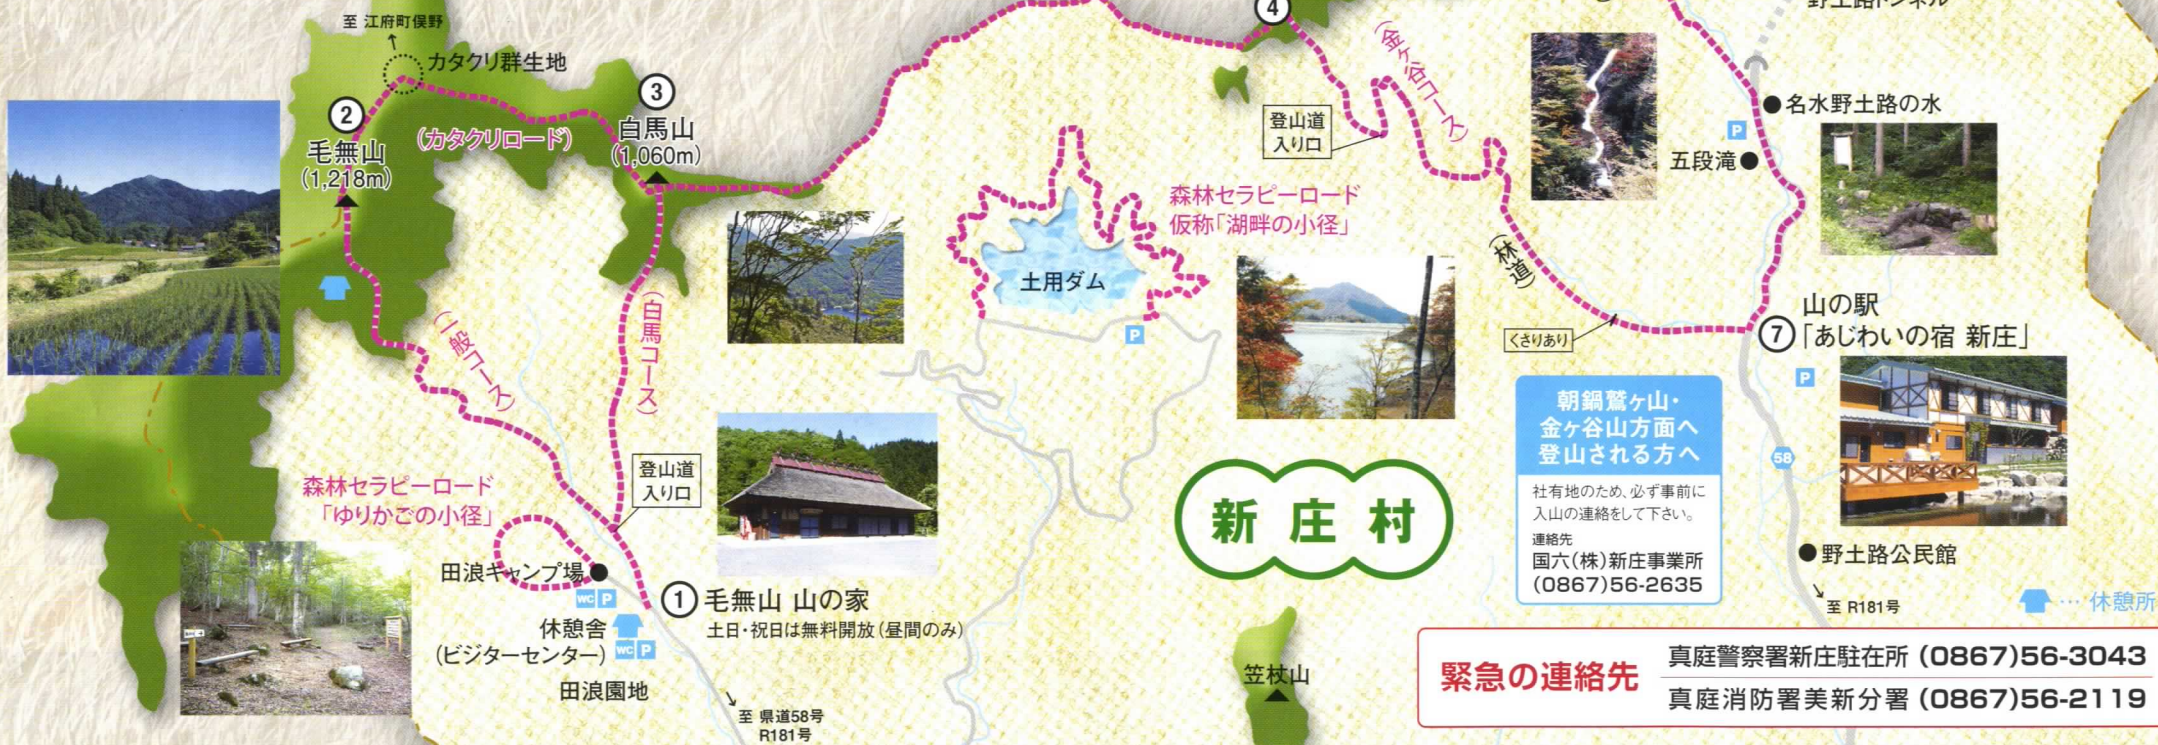 至 江府町俣野
カタクリ群生地
②
毛無山
(1,218m)
(カタクリロード)
③
白馬山
(1,060m)
④
(金ヶ谷コース)
登山道
入り口
P
名水野土路の水
五段滝
森林セラピーロード
仮称「湖畔の小径」
土用ダム
P
(林道)
くさりあり
山の駅
⑦「あじわいの宿 新庄」
P
58
(一般コース)
(白馬コース)
登山道
入り口
森林セラピーロード
「ゆりかごの小径」
田浪キャンプ場
WC P
①毛無山 山の家
土日・祝日は無料開放(昼間のみ)
休憩舎
(ビジターセンター)
WC P
田浪園地
至 県道58号
R181号
新庄村
朝鍋鷲ヶ山・
金ヶ谷山方面へ
登山される方へ
社有地のため、必ず事前に
入山の連絡をして下さい。
連絡先
国六(株)新庄事業所
(0867)56-2635
野土路公民館
至 R181号
… 休憩所
笠杖山
緊急の連絡先
真庭警察署新庄駐在所 (0867)56-3043
真庭消防署美新分署 (0867)56-2119